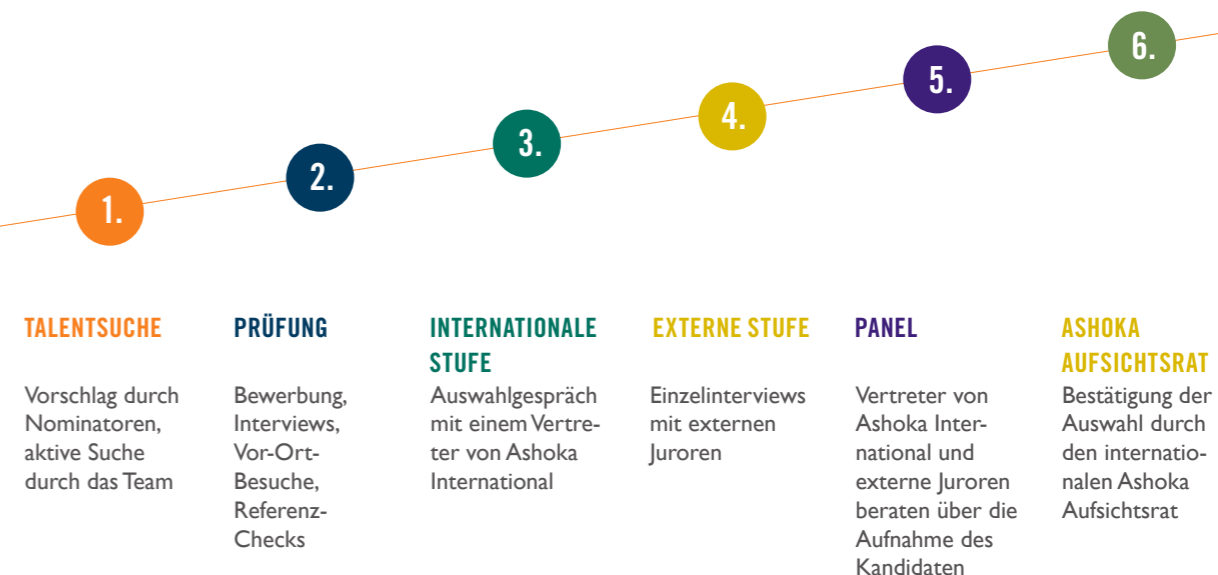 1.
2.
3.
4.
5.
6.
TALENTSUCHE
Vorschlag durch
Nominatoren,
aktive Suche
durch das Team
PRÜFUNG
Bewerbung,
Interviews,
Vor-Ort-
Besuche,
Referenz-
Checks
INTERNATIONALE
STUFE
Auswahlgespräch
mit einem Vertre-
ter von Ashoka
International
EXTERNE STUFE
Einzelinterviews
mit externen
Juroren
PANEL
Vertreter von
Ashoka Inter-
national und
externe Juroren
beraten über die
Aufnahme des
Kandidaten
ASHOKA
AUFSICHTSRAT
Bestätigung der
Auswahl durch
den internatio-
nalen Ashoka
Aufsichtsrat